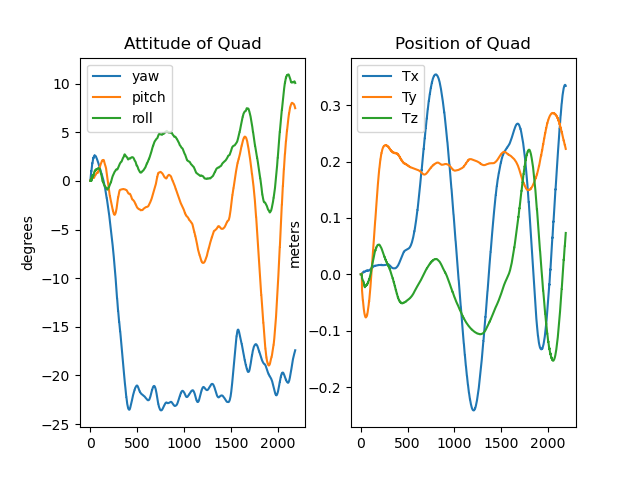 Attitude of Quad
degrees
10
5
0
−5
−10
−15
−20
−25
0
500
1000
1500
2000
yaw
pitch
roll
Position of Quad
meters
0.3
0.2
0.1
0.0
−0.1
−0.2
0
500
1000
1500
2000
Tx
Ty
Tz